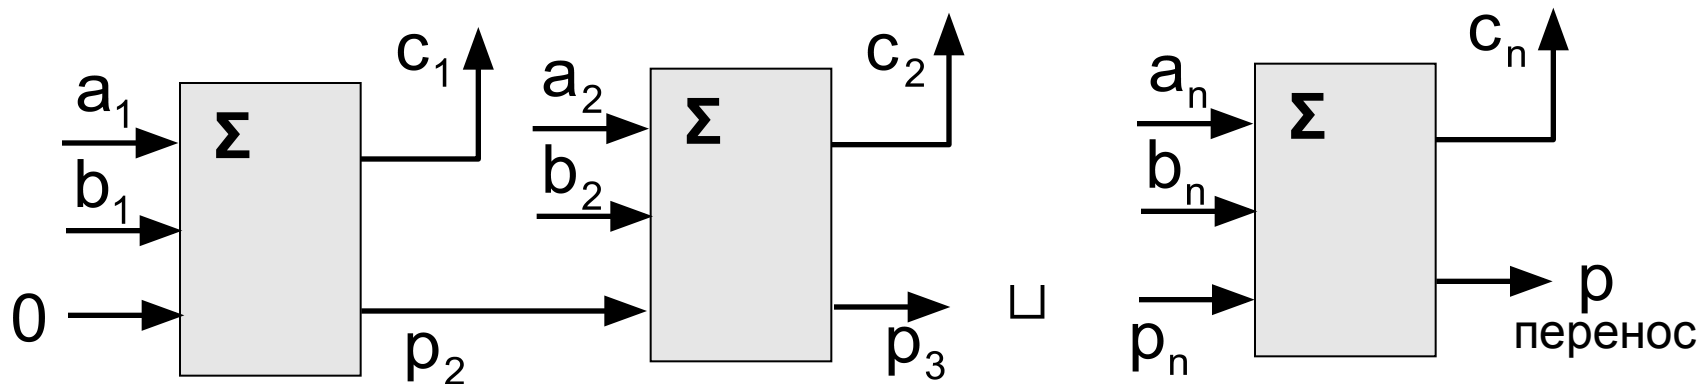 a₁ b₁ 0 Σ c₁ p₂
a₂ b₂ Σ c₂ p₃
⊔
aₙ bₙ pₙ Σ cₙ p
перенос